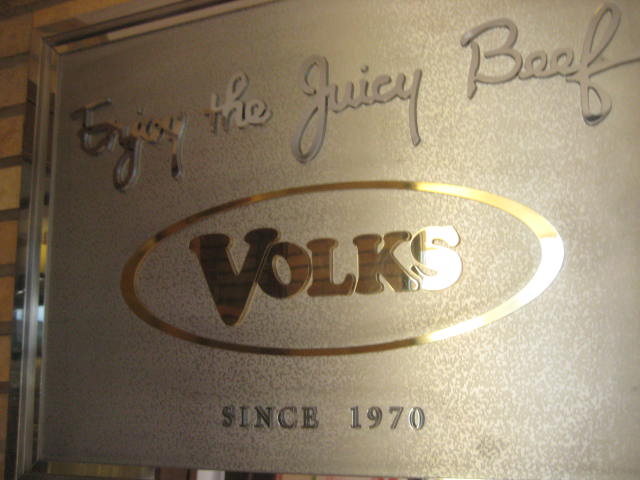 Enjoy the Juicy Beef
VOLKS
SINCE 1970